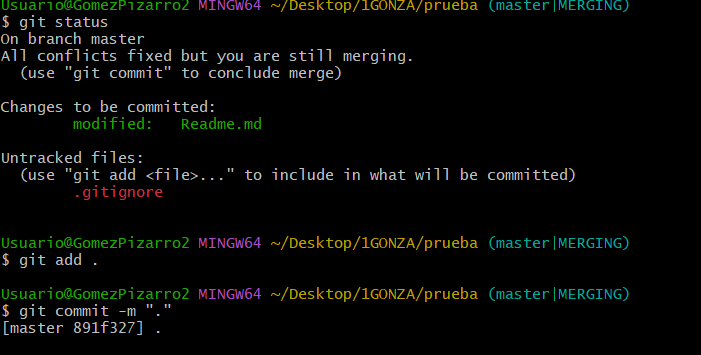 Usuario@GomezPizarro2 MINGW64 ~/Desktop/1GONZA/prueba (master|MERGING)
$ git status
On branch master
All conflicts fixed but you are still merging.
  (use "git commit" to conclude merge)

Changes to be committed:
        modified:   Readme.md

Untracked files:
  (use "git add <file>..." to include in what will be committed)
        .gitignore


Usuario@GomezPizarro2 MINGW64 ~/Desktop/1GONZA/prueba (master|MERGING)
$ git add .

Usuario@GomezPizarro2 MINGW64 ~/Desktop/1GONZA/prueba (master|MERGING)
$ git commit -m "."
[master 891f327] .